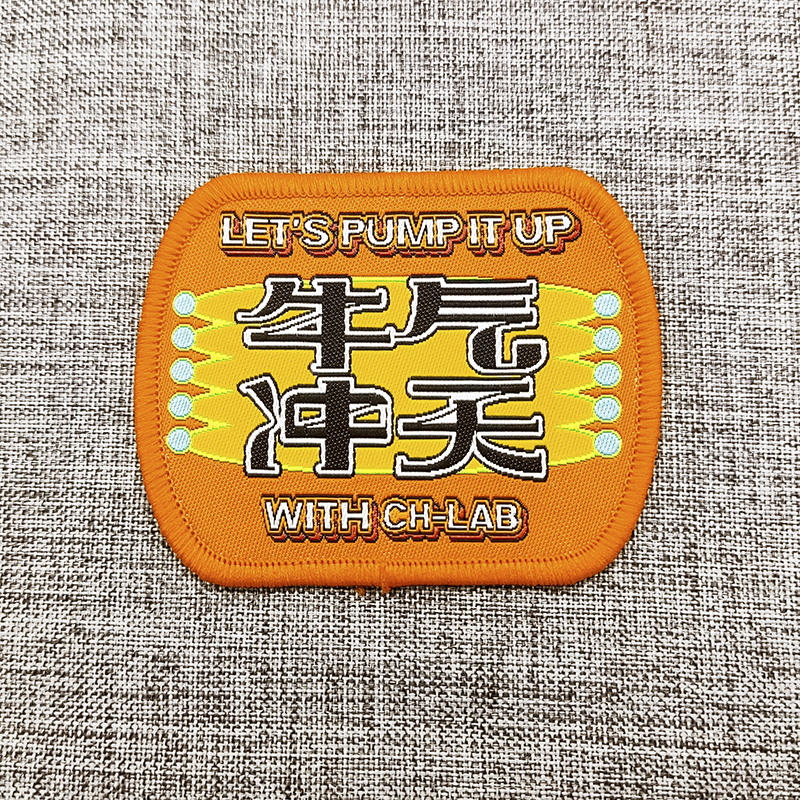 LET'S PUMP IT UP
牛气
冲天
WITH CH-LAB